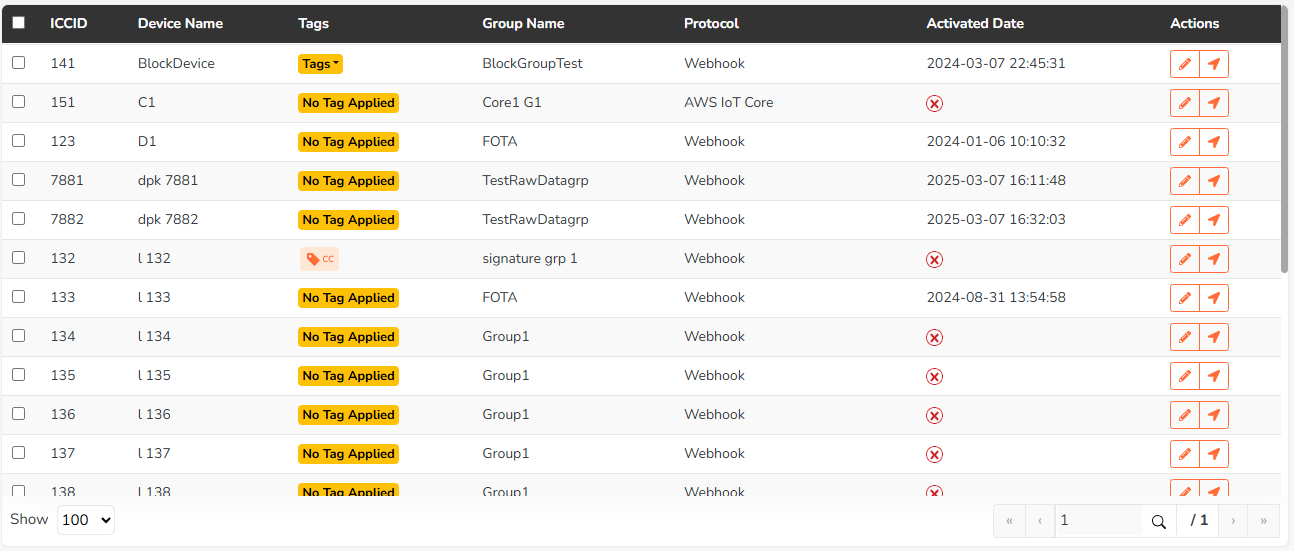 ICCID Device Name Tags Group Name Protocol Activated Date Actions
141 BlockDevice Tags BlockGroupTest Webhook 2024-03-07 22:45:31
151 C1 No Tag Applied Core1 G1 AWS IoT Core
123 D1 No Tag Applied FOTA Webhook 2024-01-06 10:10:32
7881 dpk 7881 No Tag Applied TestRawDatagrp Webhook 2025-03-07 16:11:48
7882 dpk 7882 No Tag Applied TestRawDatagrp Webhook 2025-03-07 16:32:03
132 l 132 CC signature grp 1 Webhook
133 l 133 No Tag Applied FOTA Webhook 2024-08-31 13:54:58
134 l 134 No Tag Applied Group1 Webhook
135 l 135 No Tag Applied Group1 Webhook
136 l 136 No Tag Applied Group1 Webhook
137 l 137 No Tag Applied Group1 Webhook
138 l 138 No Tag Applied Group1 Webhook
Show 100 « ‹ 1 / 1 › »